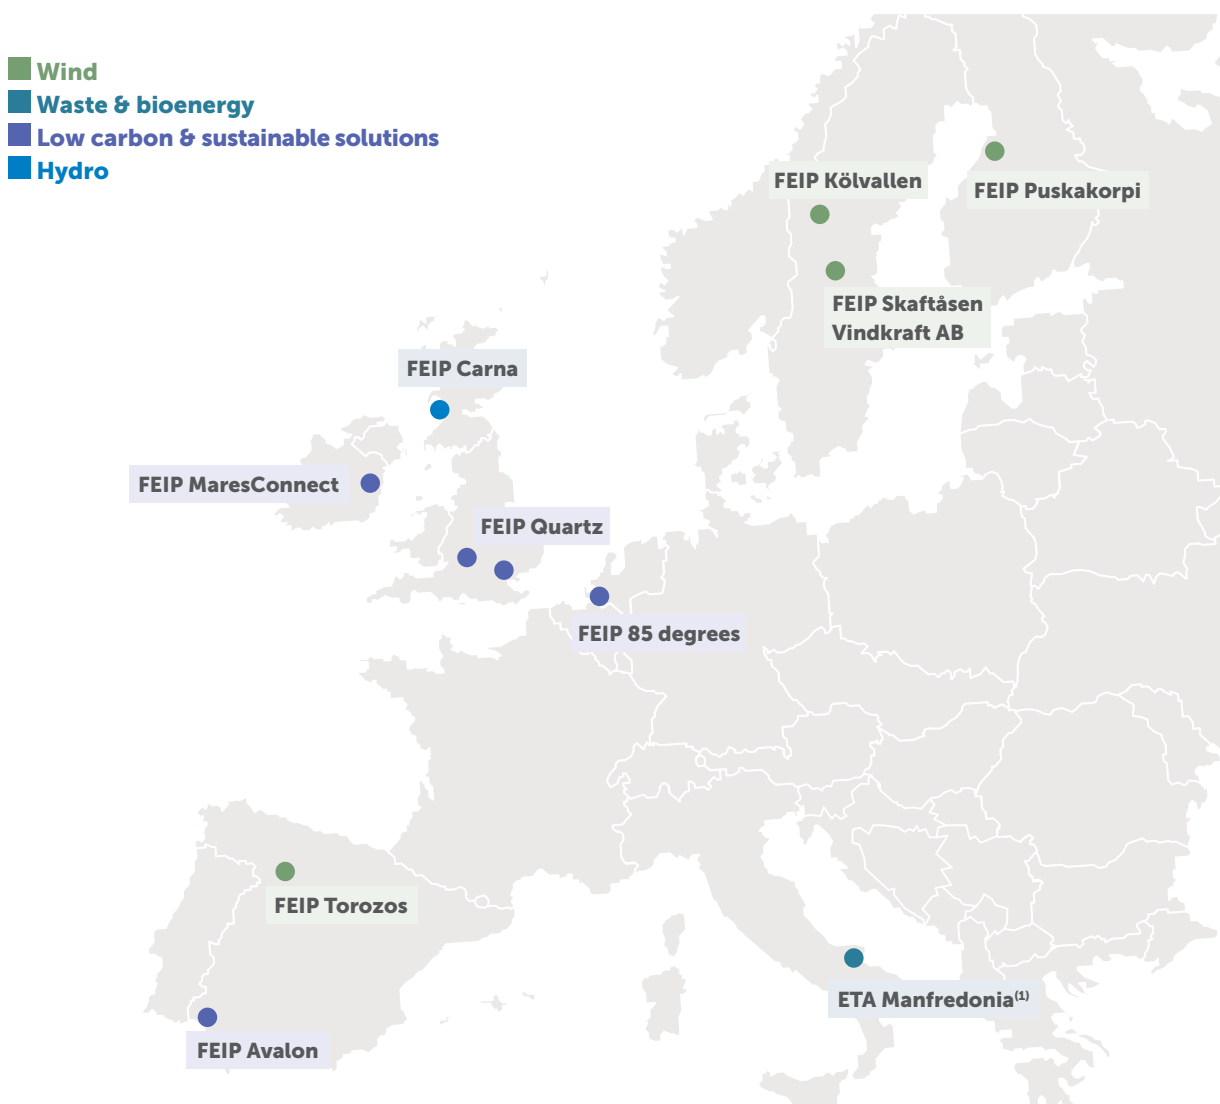 Wind
Waste & bioenergy
Low carbon & sustainable solutions
Hydro
FEIP Kölvallen
FEIP Puskakorpi
FEIP Skaftåsen
Vindkraft AB
FEIP Carna
FEIP MaresConnect
FEIP Quartz
FEIP 85 degrees
FEIP Torozos
ETA Manfredonia(1)
FEIP Avalon